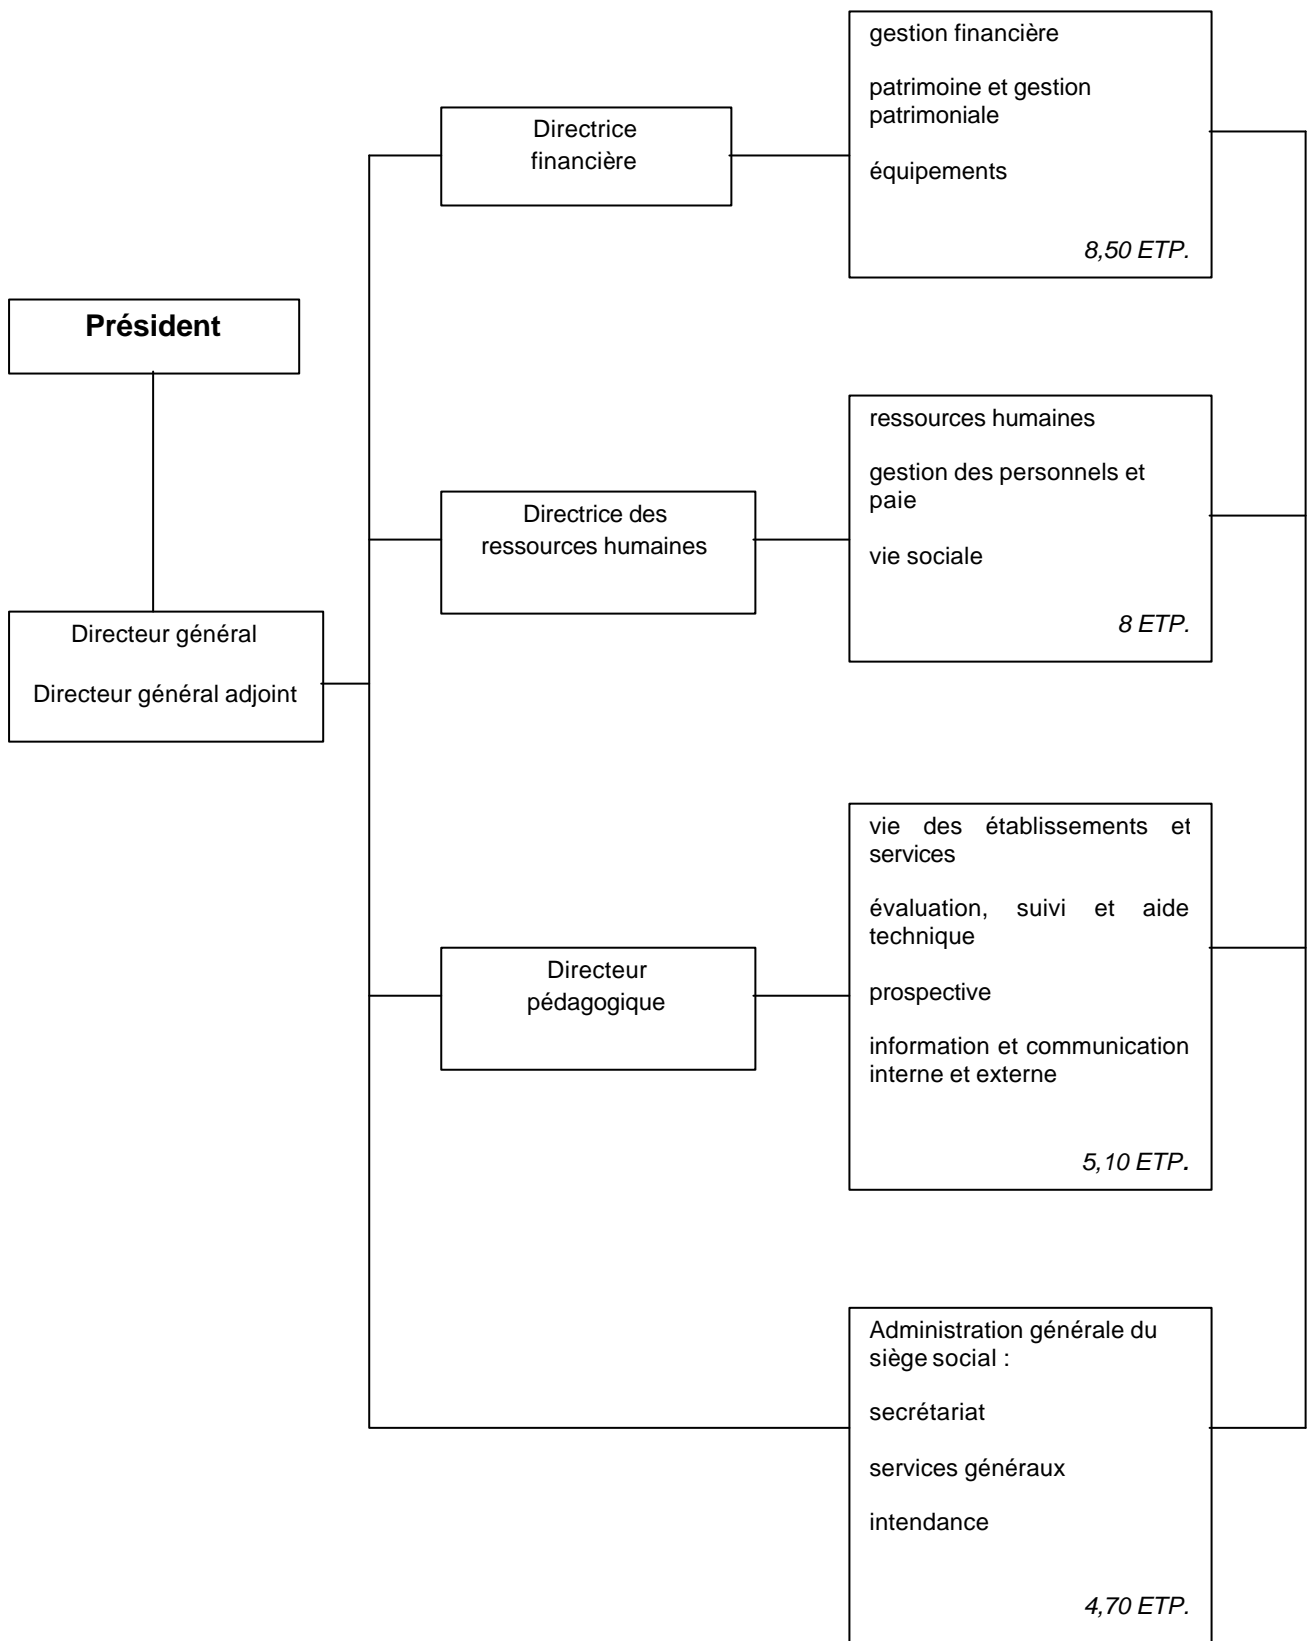 Président
Directeur général
Directeur général adjoint
Directrice
financière
gestion financière
patrimoine et gestion
patrimoniale
équipements
8,50 ETP.
Directrice des
ressources humaines
ressources humaines
gestion des personnels et
paie
vie sociale
8 ETP.
Directeur
pédagogique
vie des établissements et
services
évaluation, suivi et aide
technique
prospective
information et communication
interne et externe
5,10 ETP.
Administration générale du
siège social :
secrétariat
services généraux
intendance
4,70 ETP.